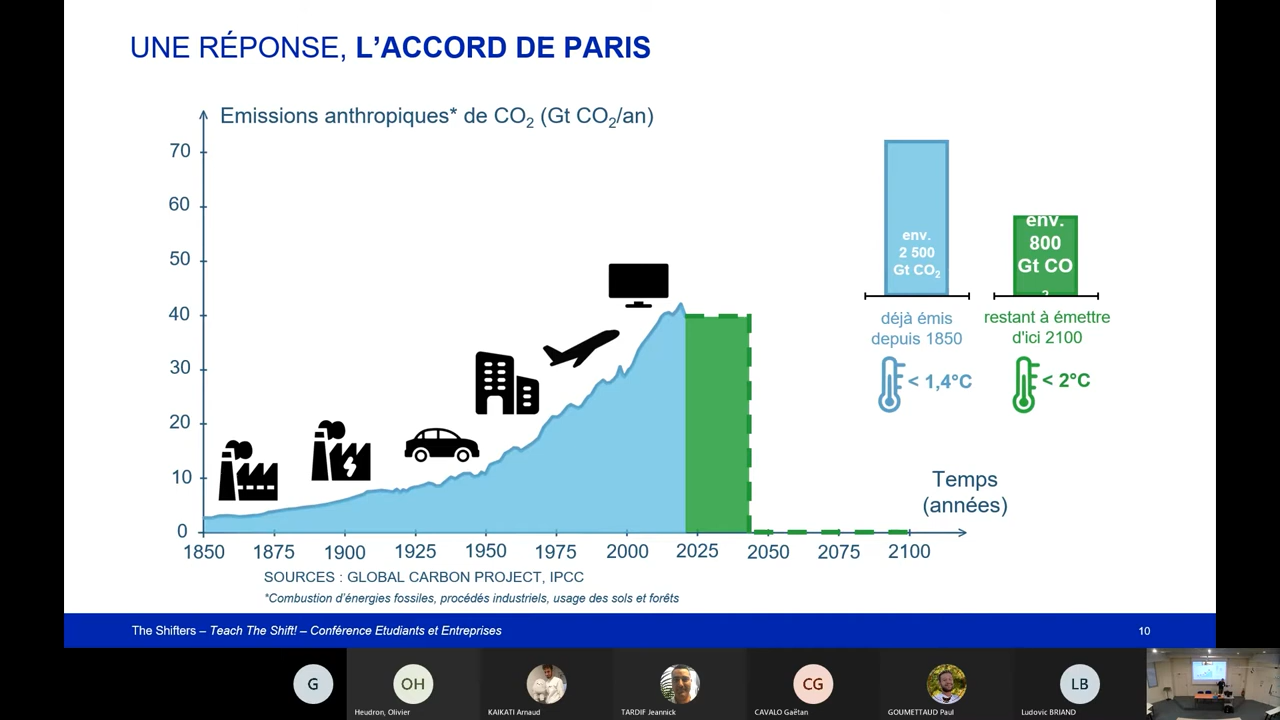 UNE RÉPONSE, L'ACCORD DE PARIS
Emissions anthropiques* de CO₂ (Gt CO₂/an)
70
60
50
40
30
20
10
0
1850 1875 1900 1925 1950 1975 2000 2025 2050 2075 2100
Temps
(années)
env.
2 500
Gt CO₂
déjà émis
depuis 1850
< 1,4°C
env.
800
Gt CO
2
restant à émettre
d'ici 2100
< 2°C
SOURCES : GLOBAL CARBON PROJECT, IPCC
*Combustion d'énergies fossiles, procédés industriels, usage des sols et forêts
The Shifters – Teach The Shift! – Conférence Etudiants et Entreprises
10
G
OH
Heudron, Olivier
KAIKATI Arnaud
TARDIF Jeannick
CG
CAVALO Gaëtan
GOUMETTAUD Paul
LB
Ludovic BRIAND